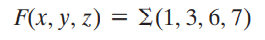 F(x, y, z) = Σ(1, 3, 6, 7)